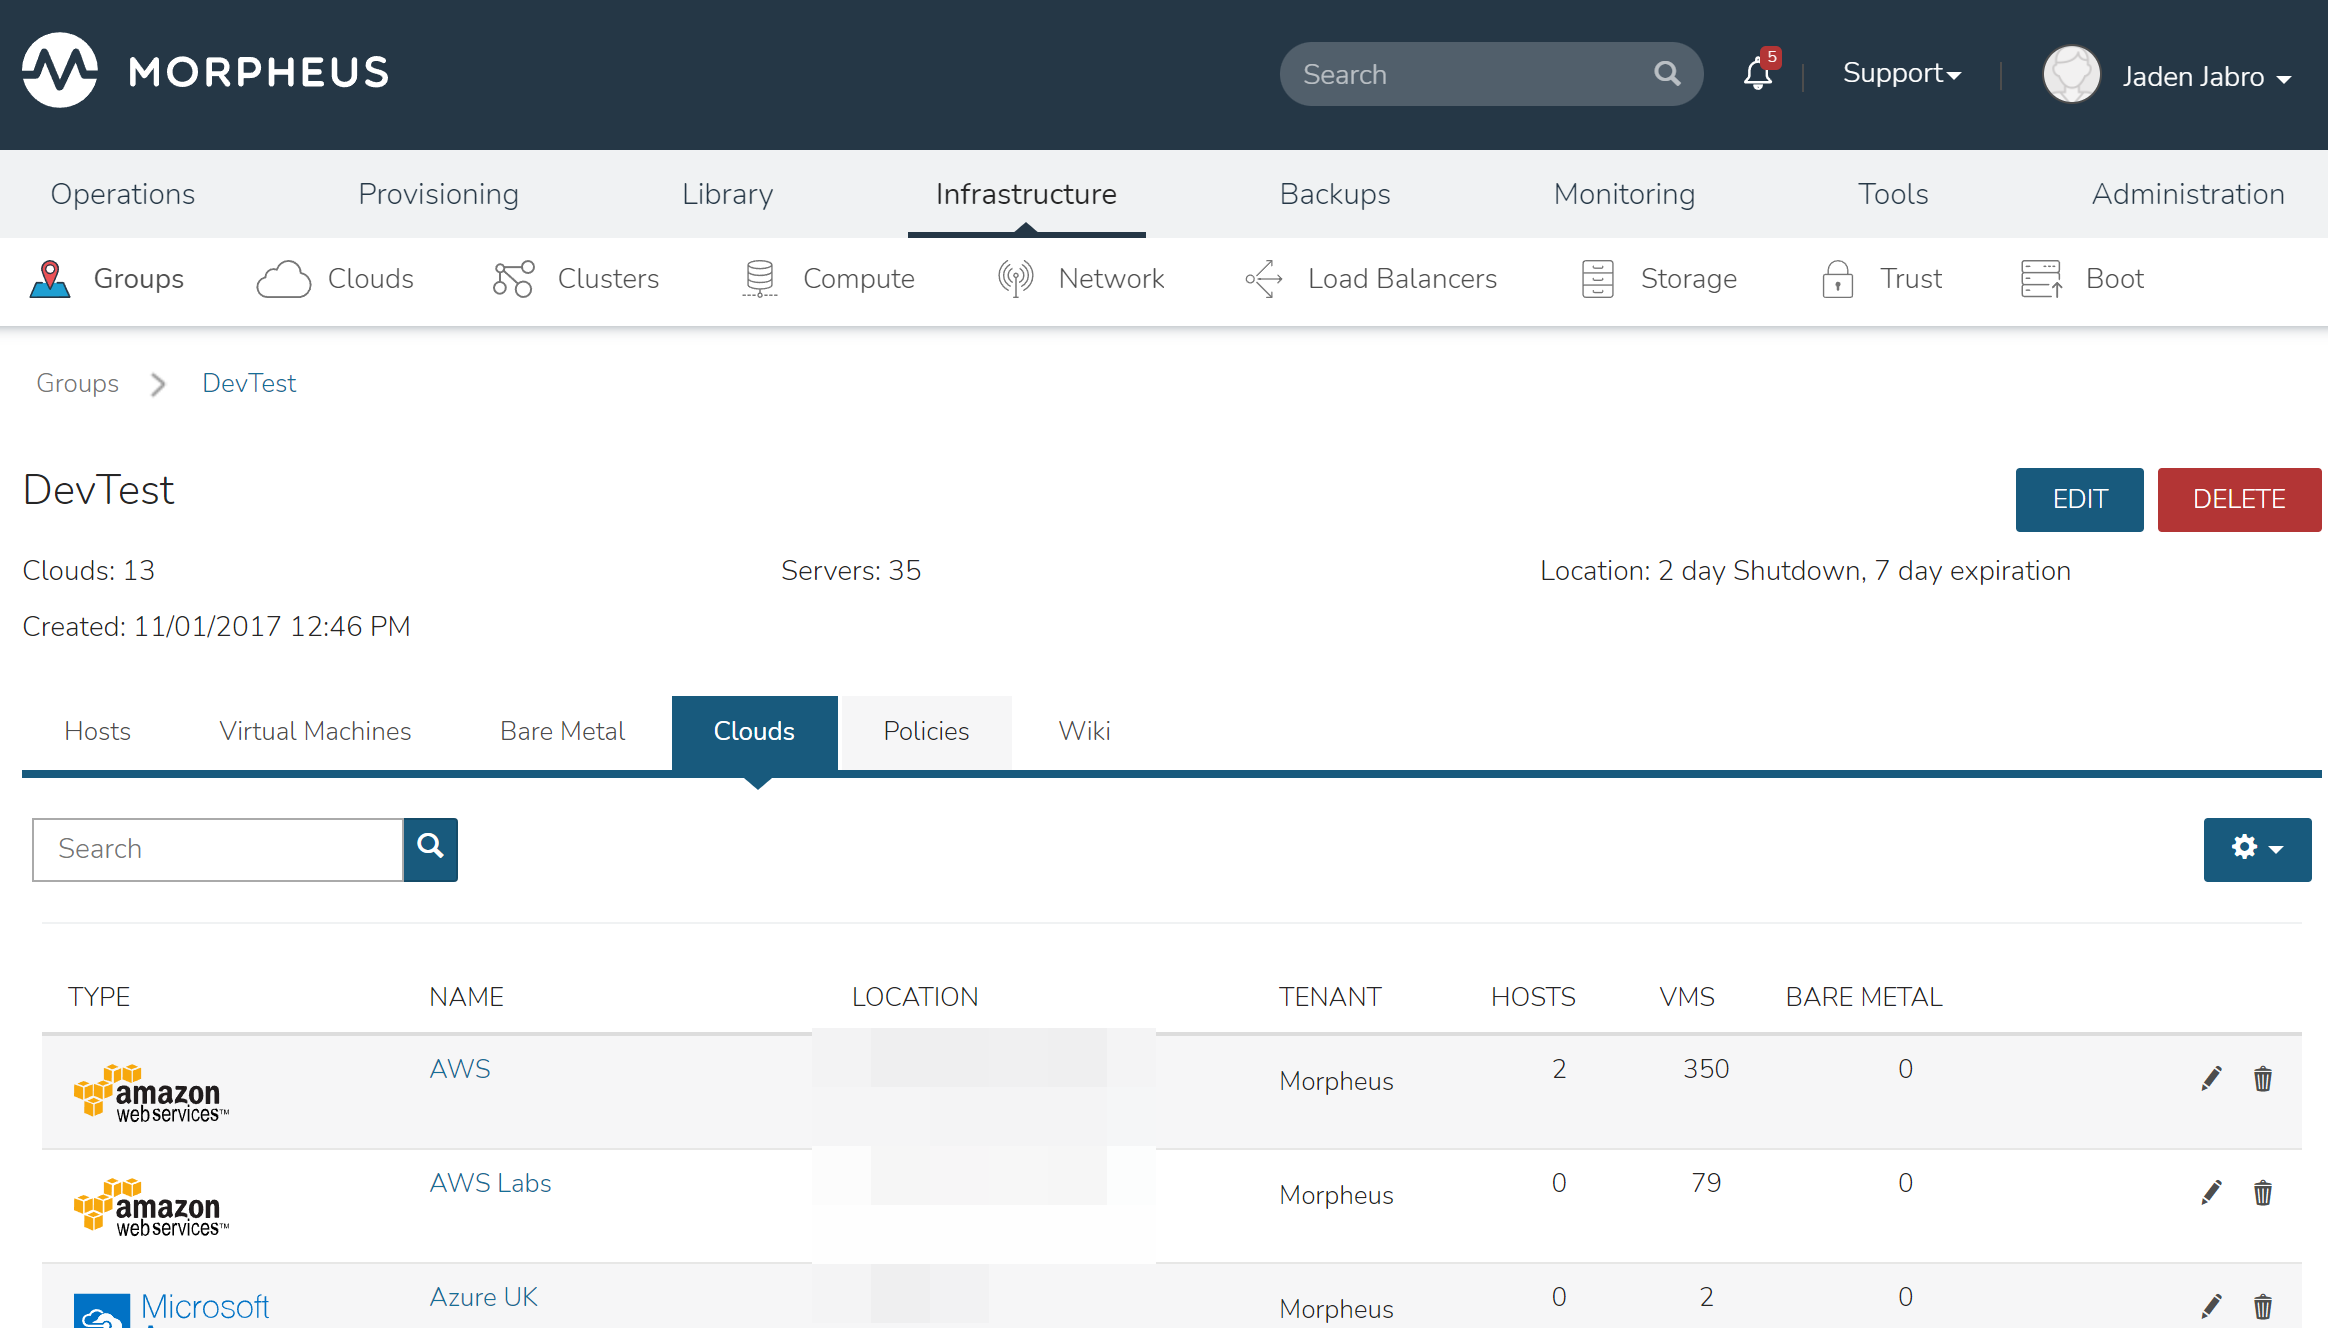 MORPHEUS
Search
5
Support
Jaden Jabro
Operations Provisioning Library Infrastructure Backups Monitoring Tools Administration
Groups Clouds Clusters Compute Network Load Balancers Storage Trust Boot
Groups DevTest
DevTest
EDIT DELETE
Clouds: 13 Servers: 35 Location: 2 day Shutdown, 7 day expiration
Created: 11/01/2017 12:46 PM
Hosts Virtual Machines Bare Metal Clouds Policies Wiki
Search
TYPE NAME LOCATION TENANT HOSTS VMS BARE METAL
amazon
webservices™
AWS Morpheus 2 350 0
amazon
webservices™
AWS Labs Morpheus 0 79 0
Microsoft
Azure UK Morpheus 0 2 0